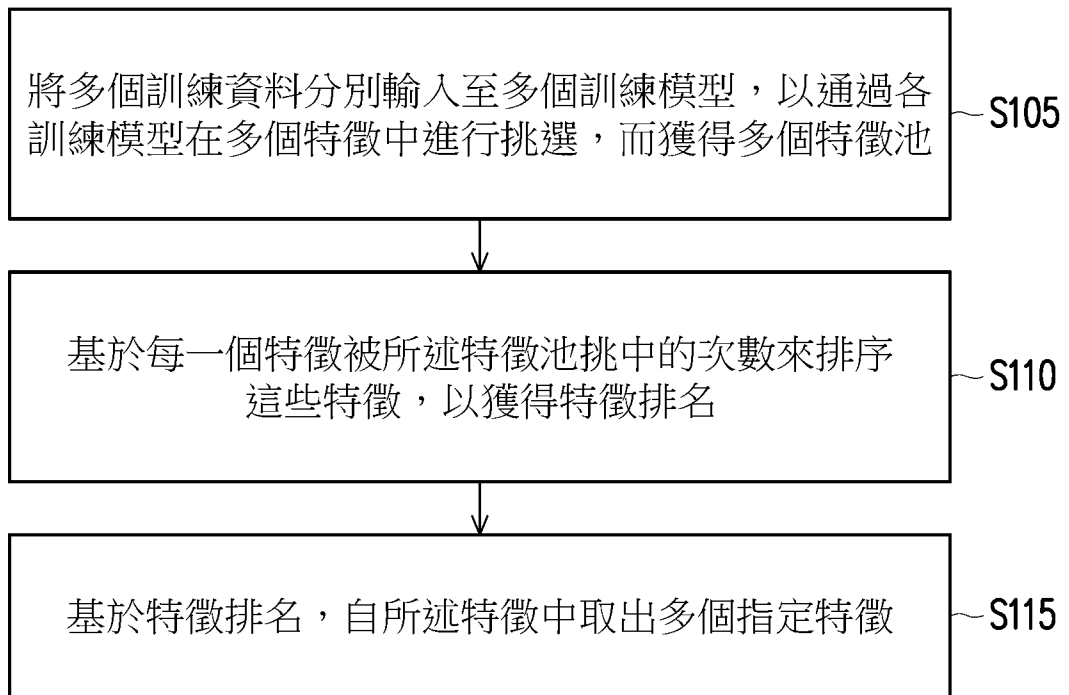 將多個訓練資料分別輸入至多個訓練模型，以通過各
訓練模型在多個特徵中進行挑選，而獲得多個特徵池
S105
基於每一個特徵被所述特徵池挑中的次數來排序
這些特徵，以獲得特徵排名
S110
基於特徵排名，自所述特徵中取出多個指定特徵
S115